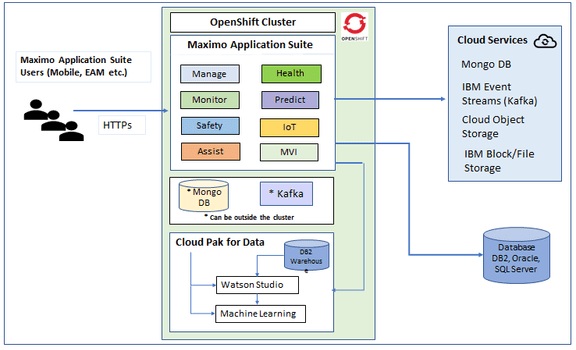 OpenShift Cluster
OPENSHIFT
Maximo Application Suite
Users (Mobile, EAM etc.)
HTTPs
Maximo Application Suite
Manage
Health
Monitor
Predict
Safety
IoT
Assist
MVI
* Mongo
DB
* Kafka
* Can be outside the cluster
Cloud Pak for Data
DB2
Warehous
e
Watson Studio
Machine Learning
Cloud Services
Mongo DB
IBM Event
Streams (Kafka)
Cloud Object
Storage
IBM Block/File
Storage
Database
DB2, Oracle,
SQL Server